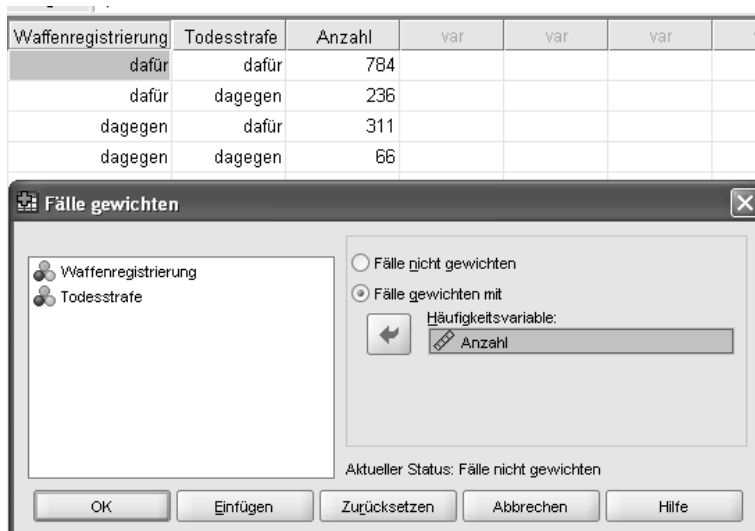 Waffenregistrierung Todesstrafe Anzahl var var var
dafür dafür 784
dafür dagegen 236
dagegen dafür 311
dagegen dagegen 66
Fälle gewichten
Waffenregistrierung
Todesstrafe
Fälle nicht gewichten
Fälle gewichten mit
Häufigkeitsvariable:
Anzahl
Aktueller Status: Fälle nicht gewichten
OK Einfügen Zurücksetzen Abbrechen Hilfe